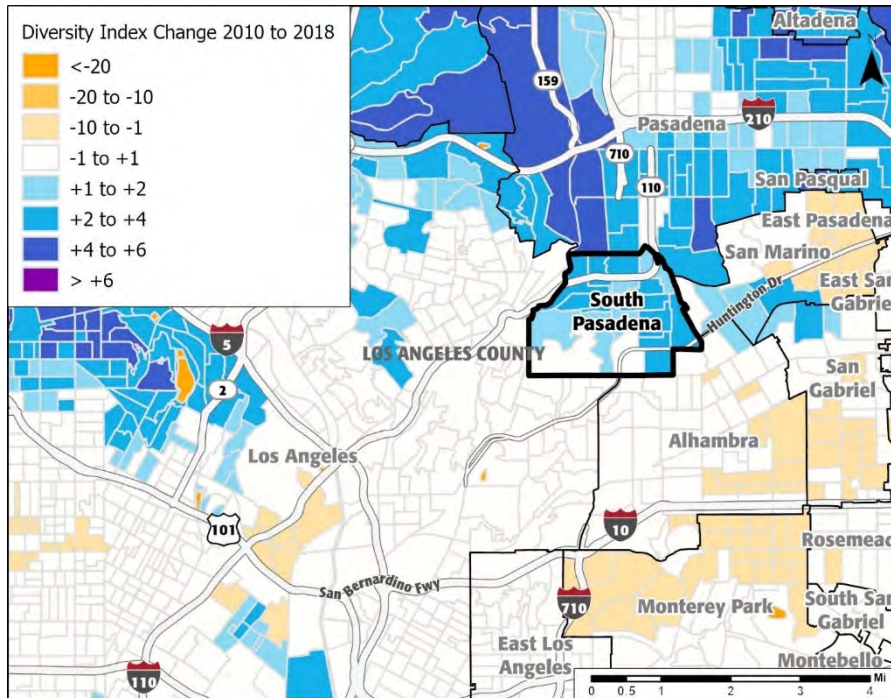 Diversity Index Change 2010 to 2018
<-20
-20 to -10
-10 to -1
-1 to +1
+1 to +2
+2 to +4
+4 to +6
> +6
Altadena
159
Pasadena
210
710
110
San Pasqual
East Pasadena
San Marino
East San
Gabriel
Huntington Dr
South
Pasadena
5
LOS ANGELES COUNTY
2
San
Gabriel
Los Angeles
Alhambra
101
10
Rosemead
San Bernardino Fwy
710
Monterey Park
South San
Gabriel
East Los
Angeles
Montebello
110
0
0.5
1
2
3
4